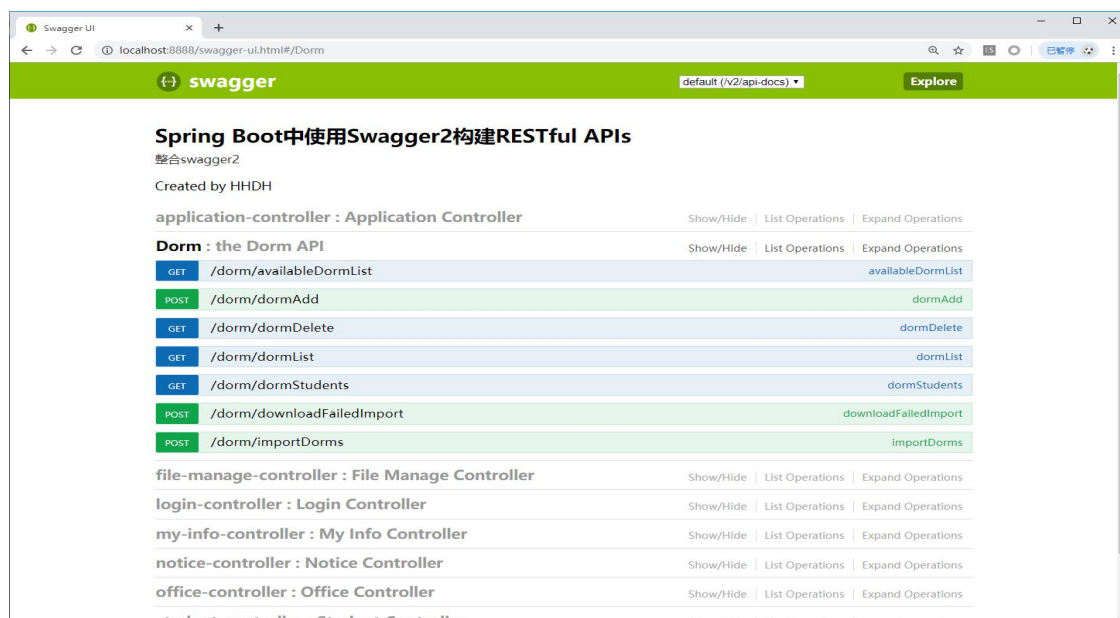 Swagger UI
localhost:8888/swagger-ui.html#/Dorm
已暂停
swagger
default (/v2/api-docs)
Explore
Spring Boot中使用Swagger2构建RESTful APIs
整合swagger2
Created by HHDH
application-controller : Application Controller Show/Hide List Operations Expand Operations
Dorm : the Dorm API Show/Hide List Operations Expand Operations
GET /dorm/availableDormList availableDormList
POST /dorm/dormAdd dormAdd
GET /dorm/dormDelete dormDelete
GET /dorm/dormList dormList
GET /dorm/dormStudents dormStudents
POST /dorm/downloadFailedImport downloadFailedImport
POST /dorm/importDorms importDorms
file-manage-controller : File Manage Controller Show/Hide List Operations Expand Operations
login-controller : Login Controller Show/Hide List Operations Expand Operations
my-info-controller : My Info Controller Show/Hide List Operations Expand Operations
notice-controller : Notice Controller Show/Hide List Operations Expand Operations
office-controller : Office Controller Show/Hide List Operations Expand Operations